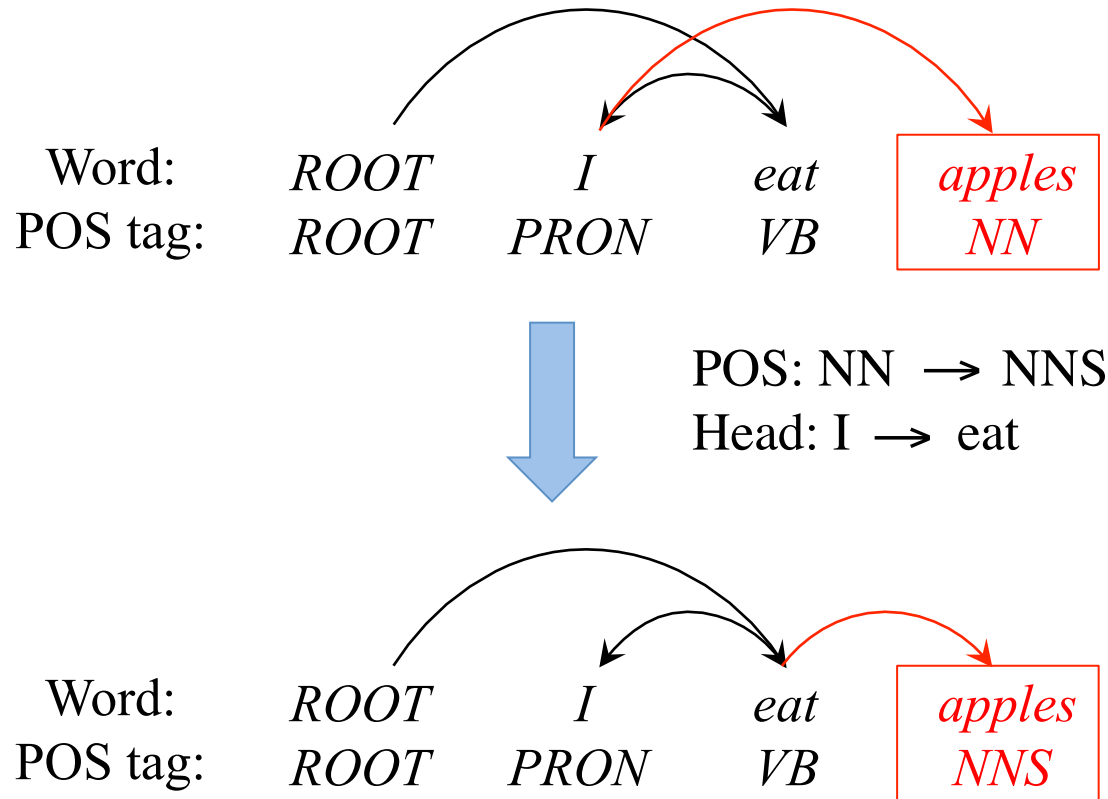 Word: ROOT I eat apples
POS tag: ROOT PRON VB NN
POS: NN → NNS
Head: I → eat
Word: ROOT I eat apples
POS tag: ROOT PRON VB NNS